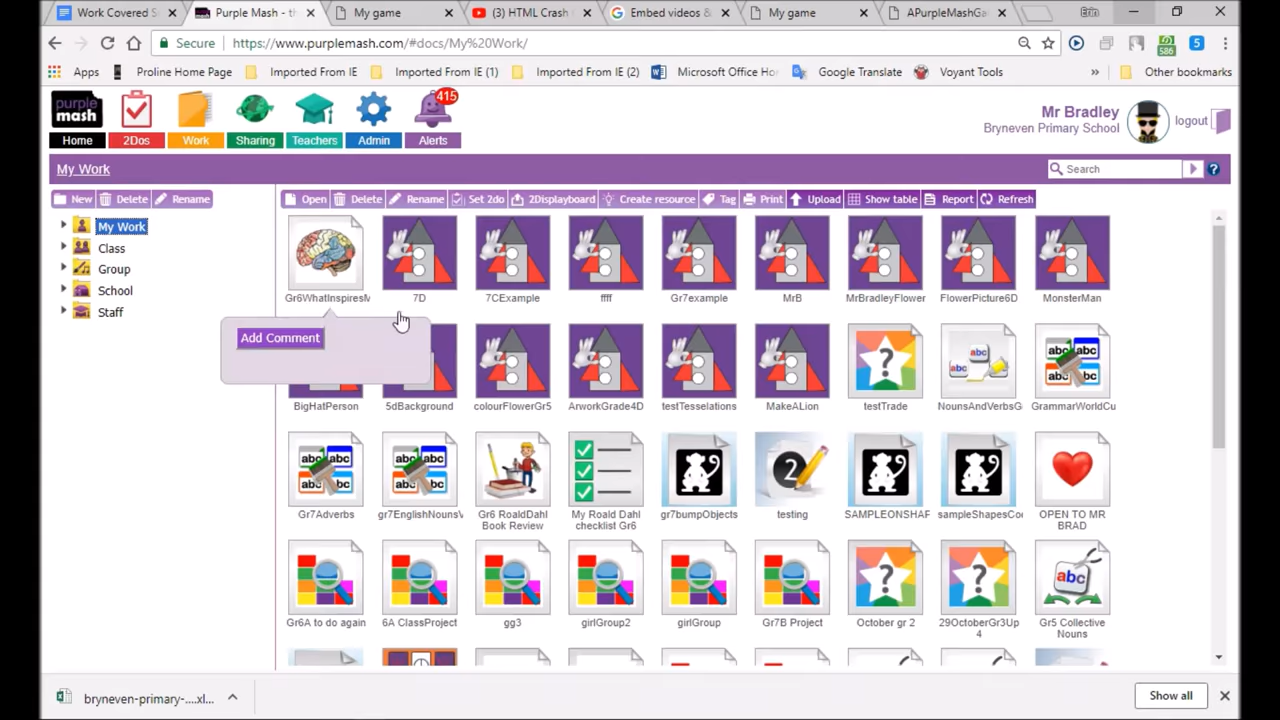 Work Covered S
Purple Mash - th
My game
(3) HTML Crash
Embed videos &
My game
APurpleMashGa
Erin
Secure
https://www.purplemash.com/#docs/My%20Work/
586
5
Apps
Proline Home Page
Imported From IE
Imported From IE (1)
Imported From IE (2)
Microsoft Office Ho
Google Translate
Voyant Tools
»
Other bookmarks
purple mash
415
Home
2Dos
Work
Sharing
Teachers
Admin
Alerts
Mr Bradley
Bryneven Primary School
logout
My Work
Search
?
New
Delete
Rename
Open
Delete
Rename
Set 2do
2Displayboard
Create resource
Tag
Print
Upload
Show table
Report
Refresh
My Work
Class
Group
School
Staff
Gr6WhatInspiresM
7D
7CExample
ffff
Gr7example
MrB
MrBradleyFlower
FlowerPicture6D
MonsterMan
Add Comment
BigHatPerson
5dBackground
colourFlowerGr5
ArworkGrade4D
testTesselations
MakeALion
testTrade
NounsAndVerbsG
GrammarWorldCu
Gr7Adverbs
gr7EnglishNounsV
Gr6 RoaldDahl Book Review
My Roald Dahl checklist Gr6
gr7bumpObjects
testing
SAMPLEONSHAP
sampleShapesCo
OPEN TO MR BRAD
Gr6A to do again
6A ClassProject
gg3
girlGroup2
girlGroup
Gr7B Project
October gr 2
29OctoberGr3Up 4
Gr5 Collective Nouns
bryneven-primary-....xl...
Show all